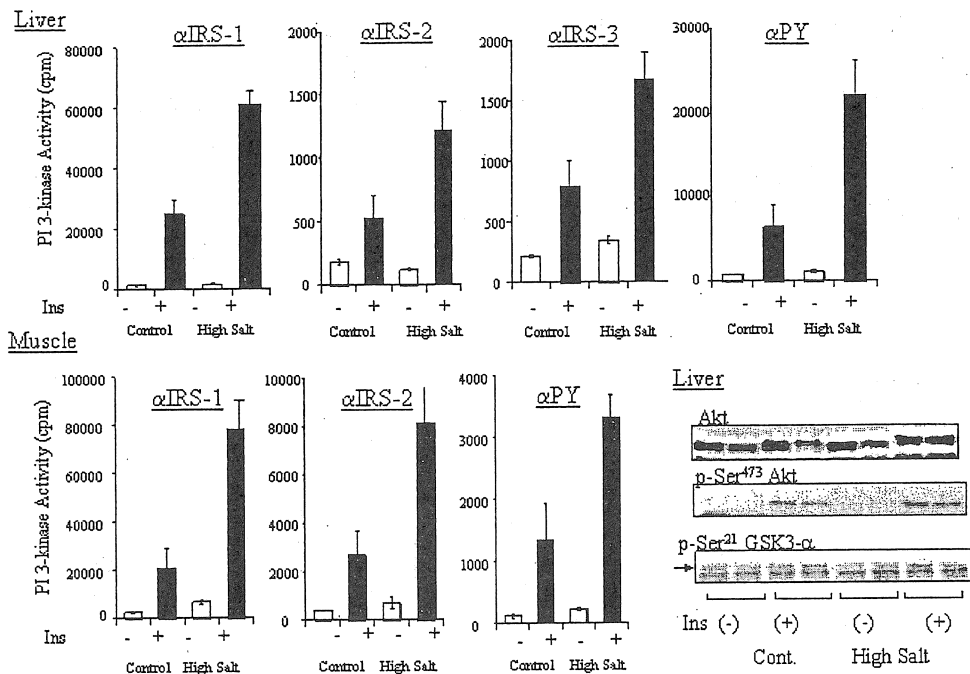 Liver
αIRS-1
αIRS-2
αIRS-3
αPY
PI 3-kinase Activity (cpm)
80000
60000
40000
20000
0
2000
1500
1000
500
0
2000
1500
1000
500
0
30000
20000
10000
0
Ins - + - +
- + - +
- + - +
- + - +
Control High Salt
Control High Salt
Control High Salt
Control High Salt
Muscle
αIRS-1
αIRS-2
αPY
PI 3-kinase Activity (cpm)
100000
80000
60000
40000
20000
0
10000
8000
6000
4000
2000
0
4000
3000
2000
1000
0
Ins - + - +
- + - +
- + - +
Control High Salt
Control High Salt
Control High Salt
Liver
Akt
p-Ser473 Akt
p-Ser21 GSK3-α
Ins (-) (+) (-) (+)
Cont. High Salt